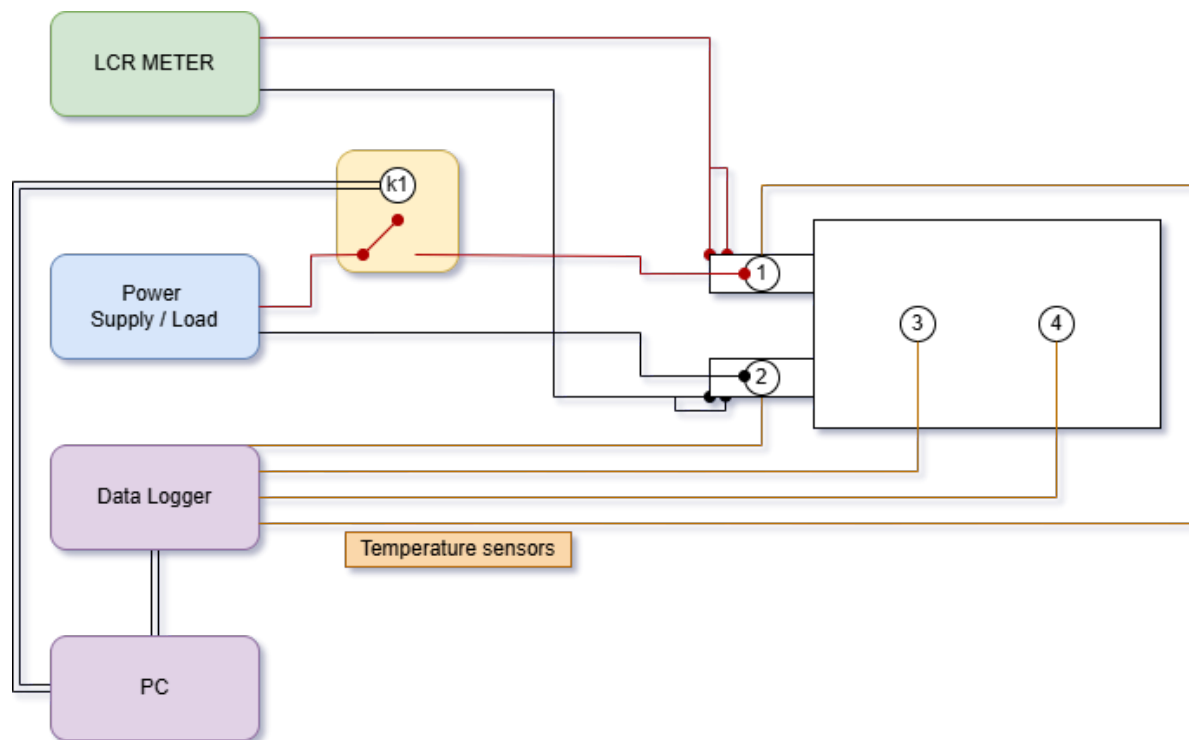 LCR METER
k1
Power
Supply / Load
1
3
4
2
Data Logger
Temperature sensors
PC